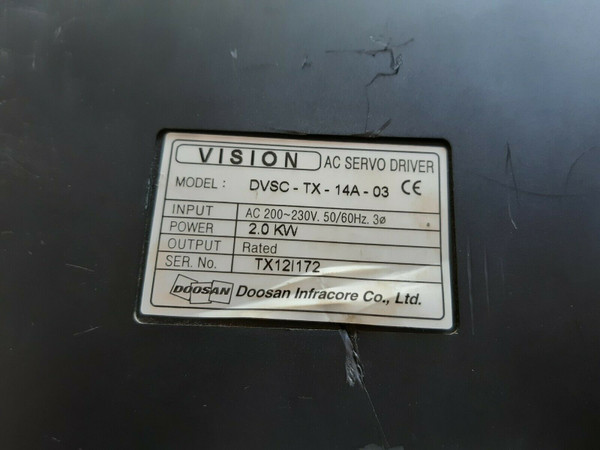 VISION AC SERVO DRIVER
MODEL : DVSC - TX - 14A - 03 CE
INPUT AC 200~230V. 50/60Hz. 3ø
POWER 2.0 KW
OUTPUT Rated
SER. No. TX12I172
DOOSAN Doosan Infracore Co., Ltd.